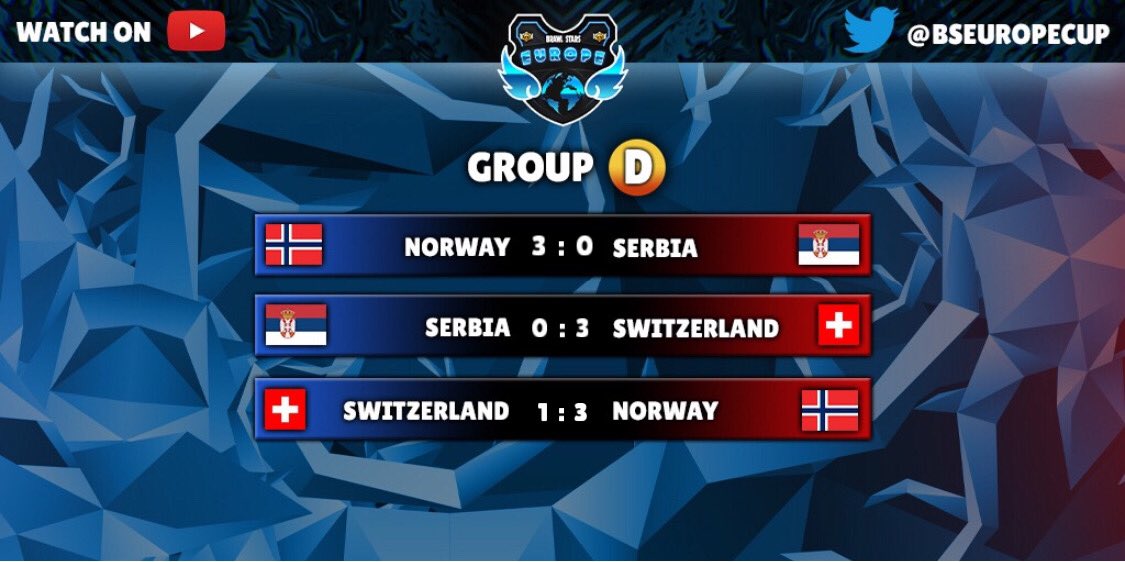 WATCH ON
BRAWL STARS
EUROPE
@BSEUROPECUP
GROUP D
NORWAY 3 : 0 SERBIA
SERBIA 0 : 3 SWITZERLAND
SWITZERLAND 1 : 3 NORWAY